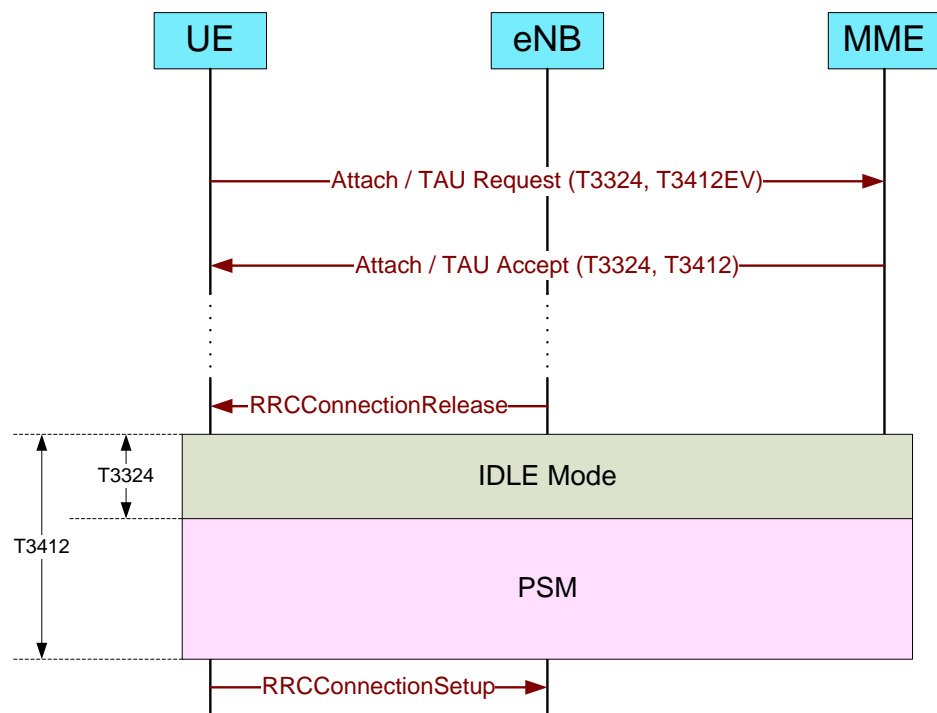 UE
eNB
MME
Attach / TAU Request (T3324, T3412EV)
Attach / TAU Accept (T3324, T3412)
RRCConnectionRelease
T3324
IDLE Mode
T3412
PSM
RRCConnectionSetup